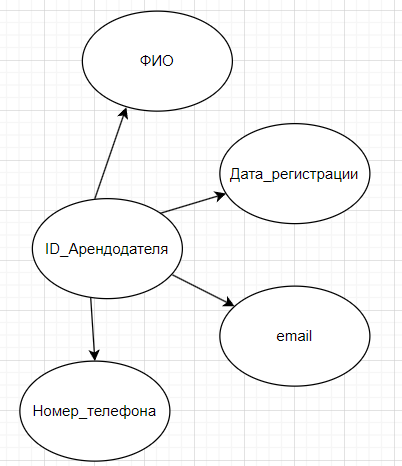 ФИО
Дата_регистрации
ID_Арендодателя
email
Номер_телефона